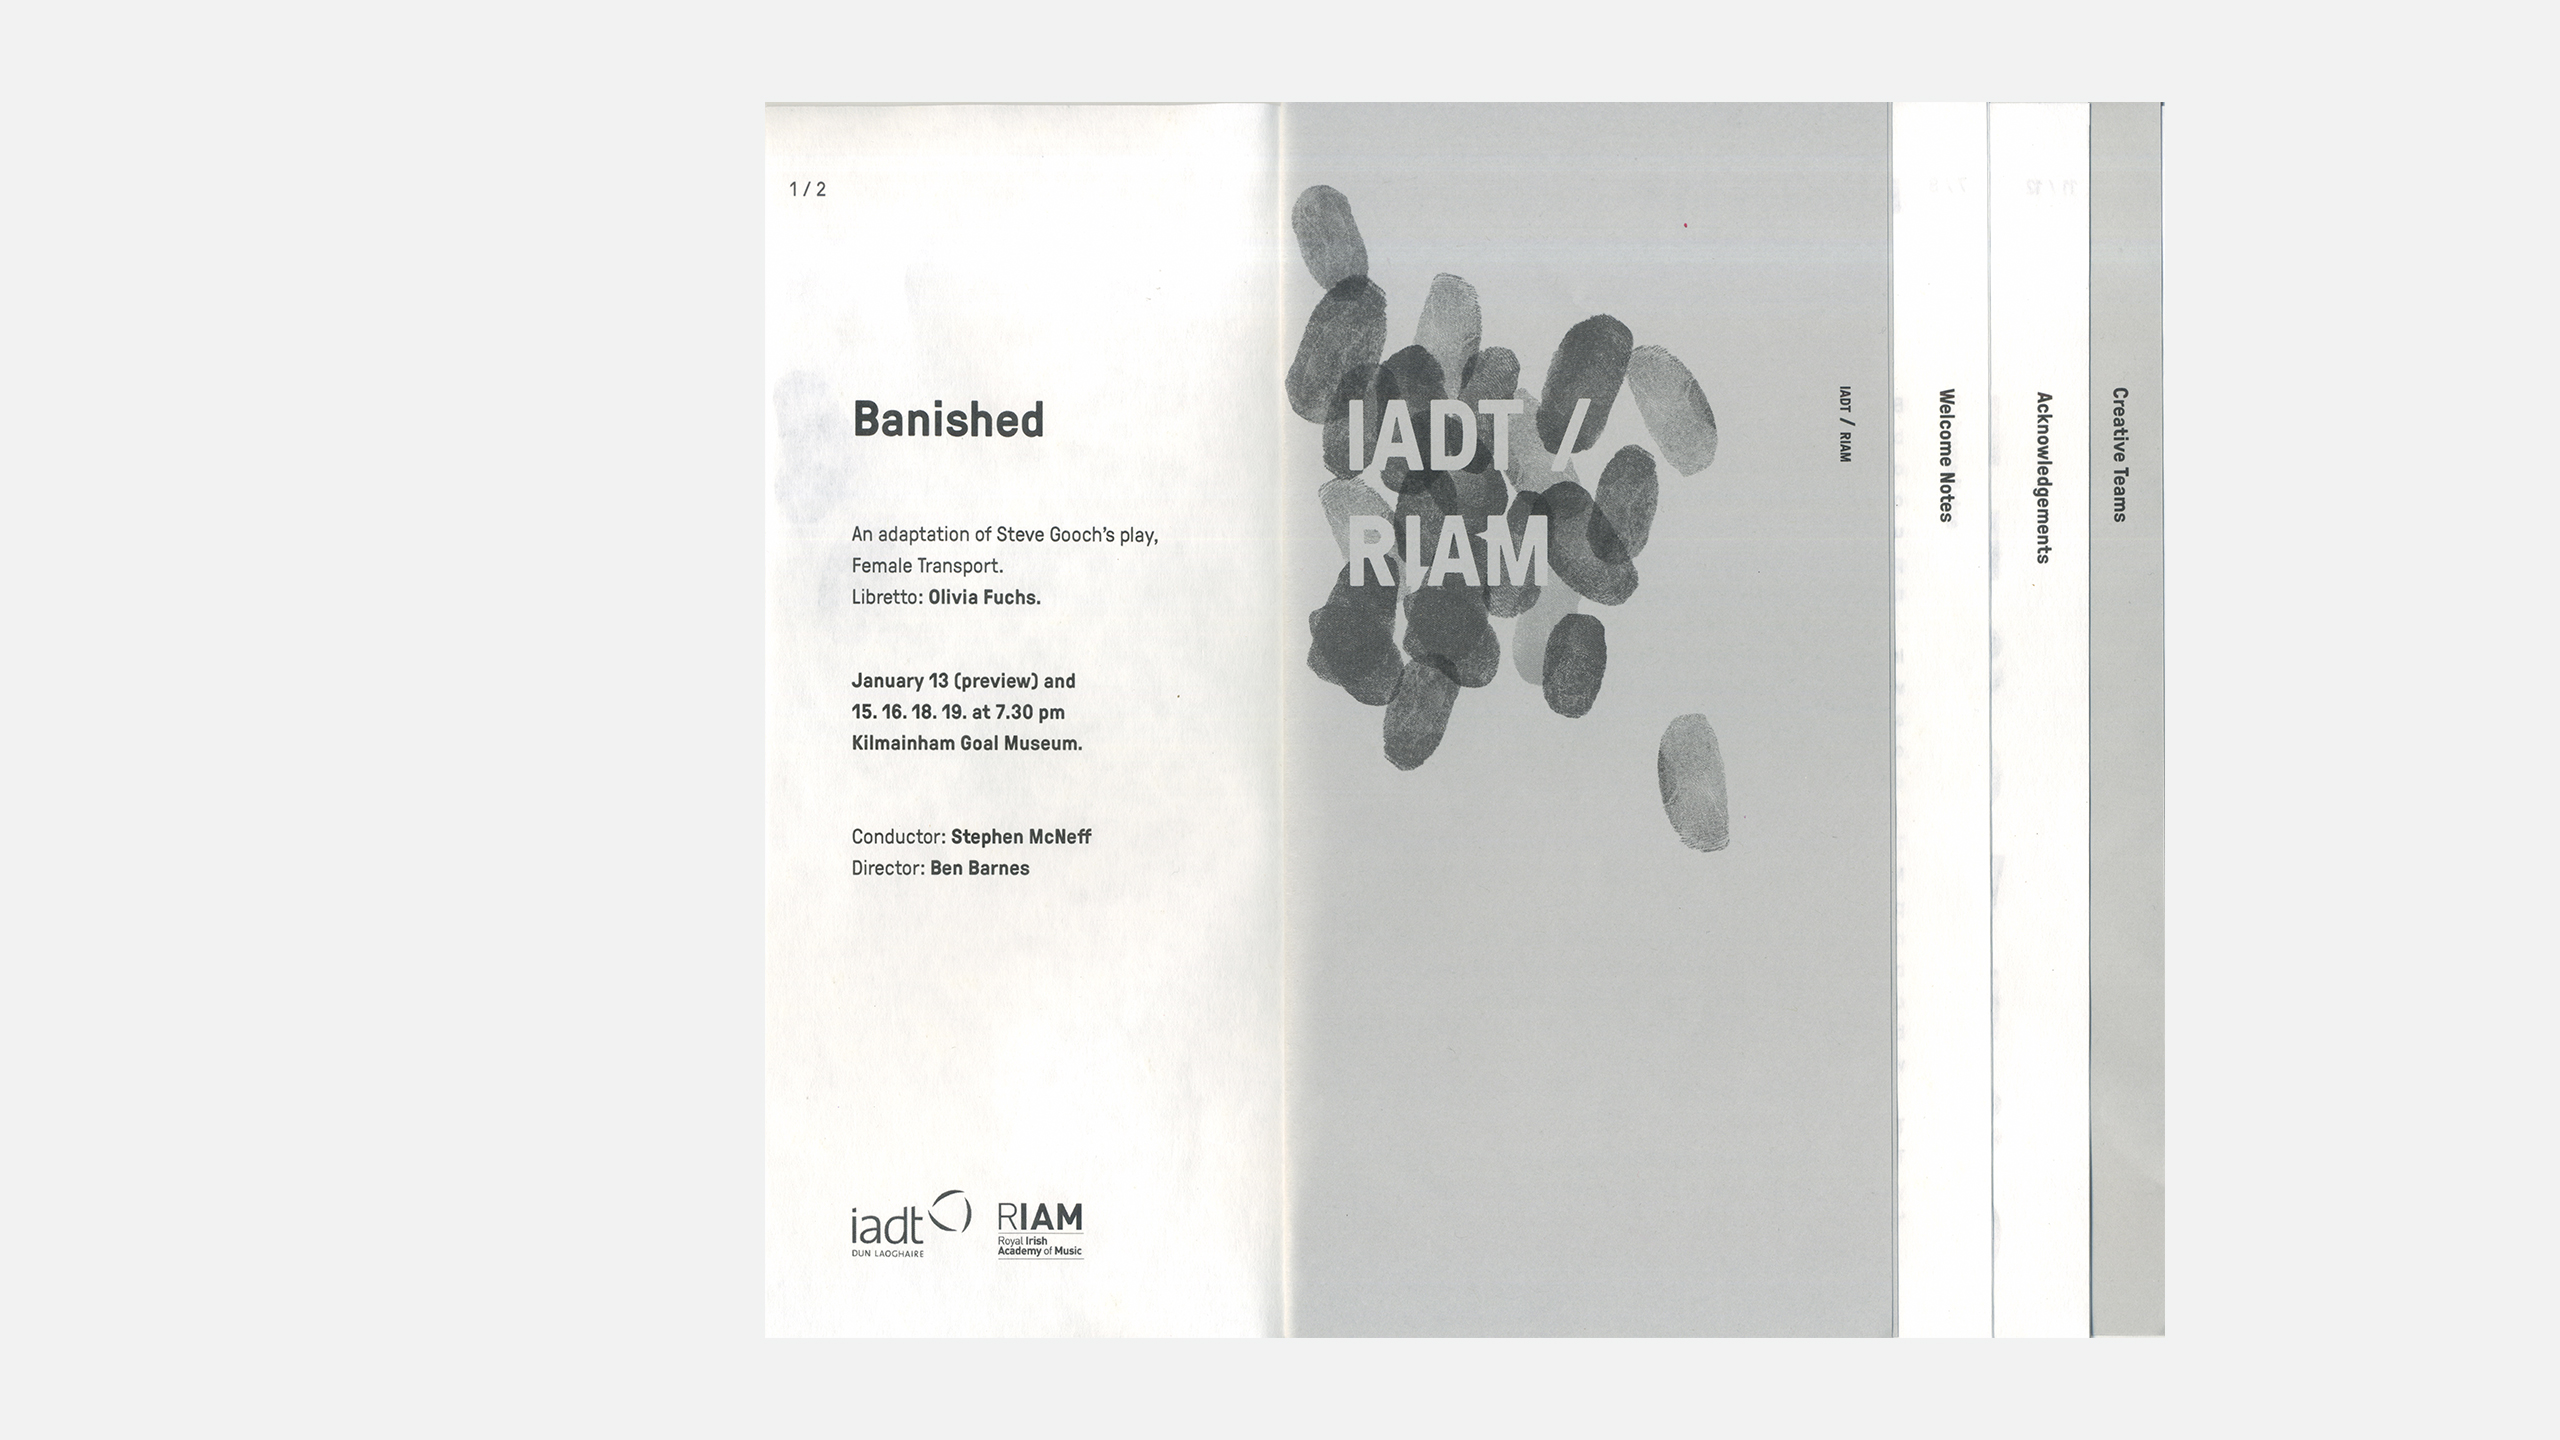 1 / 2
Banished
An adaptation of Steve Gooch’s play,
Female Transport.
Libretto: Olivia Fuchs.
January 13 (preview) and
15. 16. 18. 19. at 7.30 pm
Kilmainham Goal Museum.
Conductor: Stephen McNeff
Director: Ben Barnes
iadt
DUN LAOGHAIRE
RIAM
Royal Irish
Academy of Music
IADT /
RIAM
IADT / RIAM
Welcome Notes
Acknowledgements
Creative Teams
11 / 12